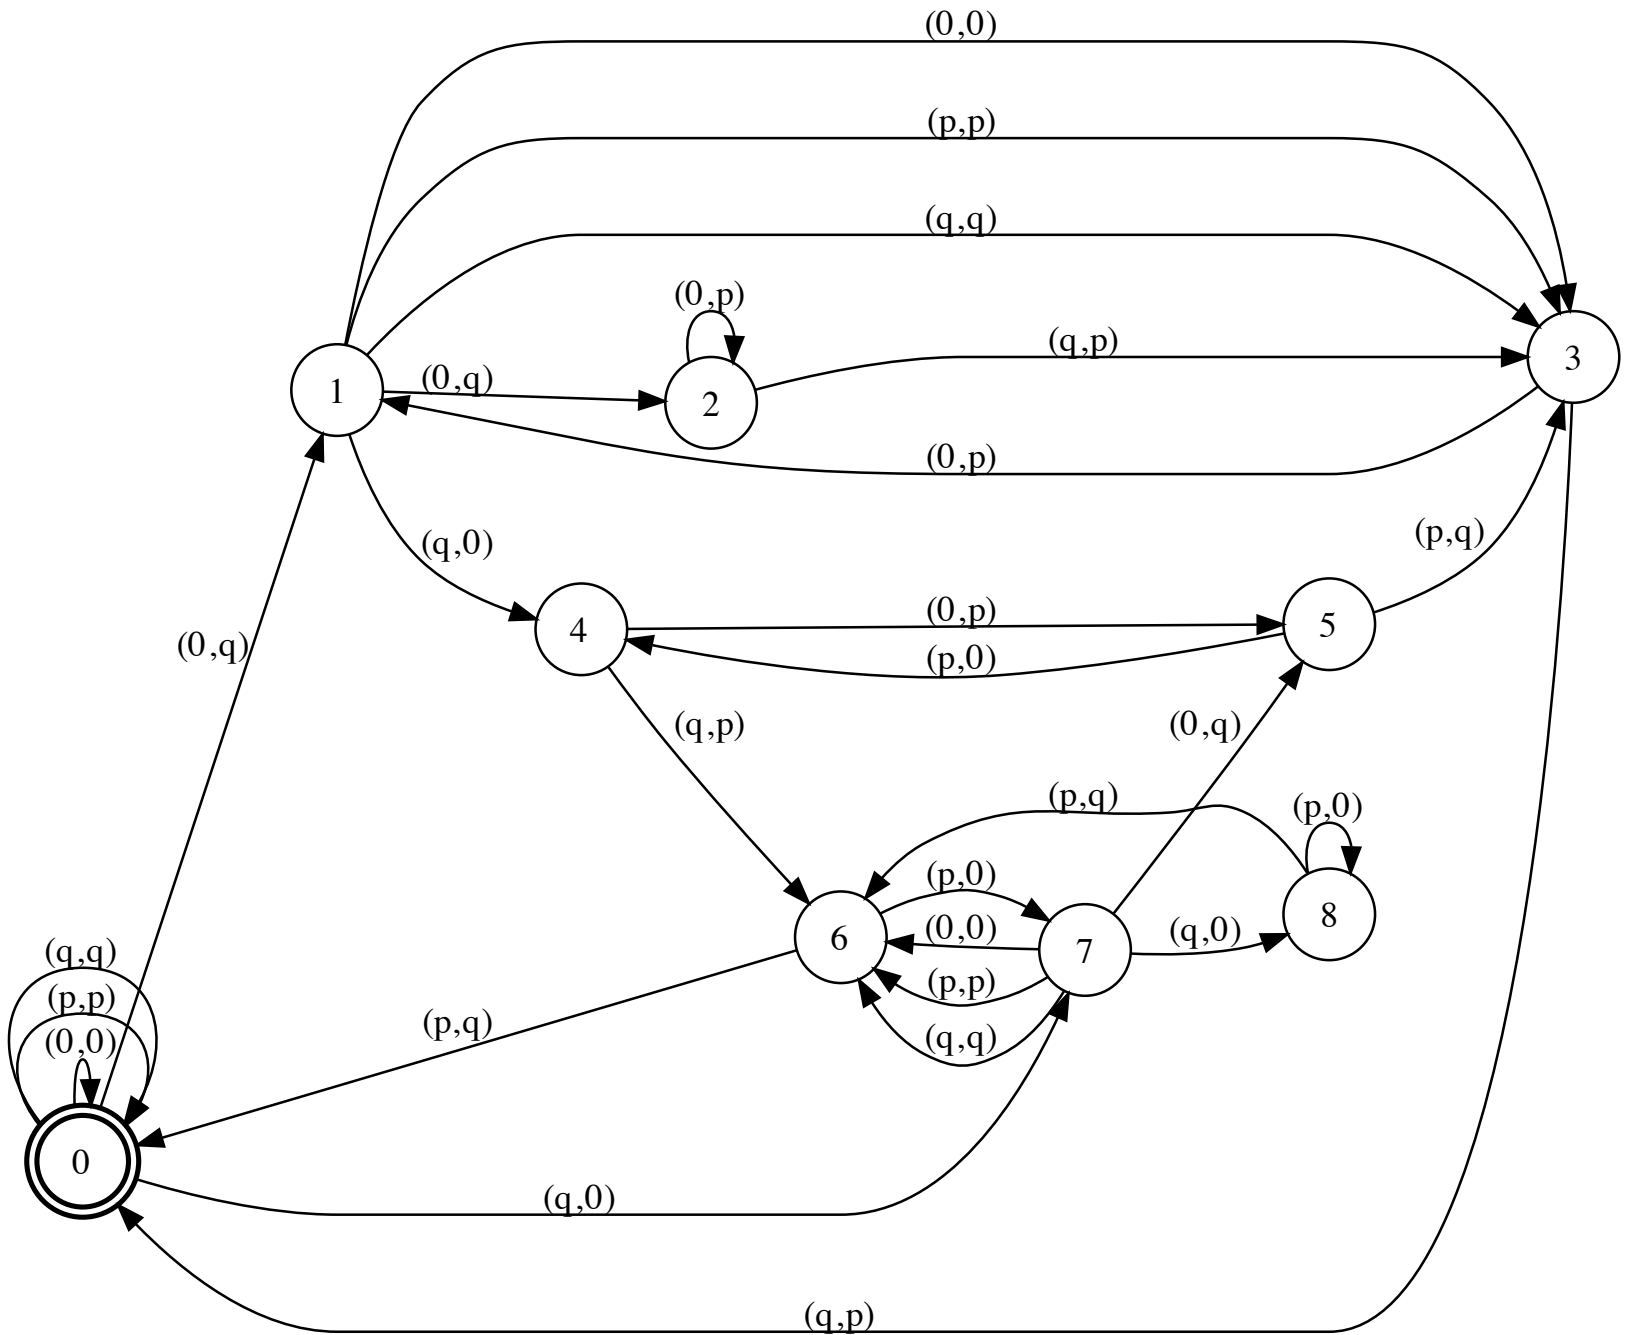 (0,0)
(p,p)
(q,q)
(0,p)
(q,p)
3
1
(0,q)
2
(0,p)
(q,0)
(p,q)
4
(0,p)
5
(p,0)
(0,q)
(q,p)
(0,q)
(p,q)
(p,0)
(p,0)
8
6
(0,0)
7
(q,0)
(q,q)
(p,p)
(p,p)
(p,q)
(0,0)
(q,q)
0
(q,0)
(q,p)